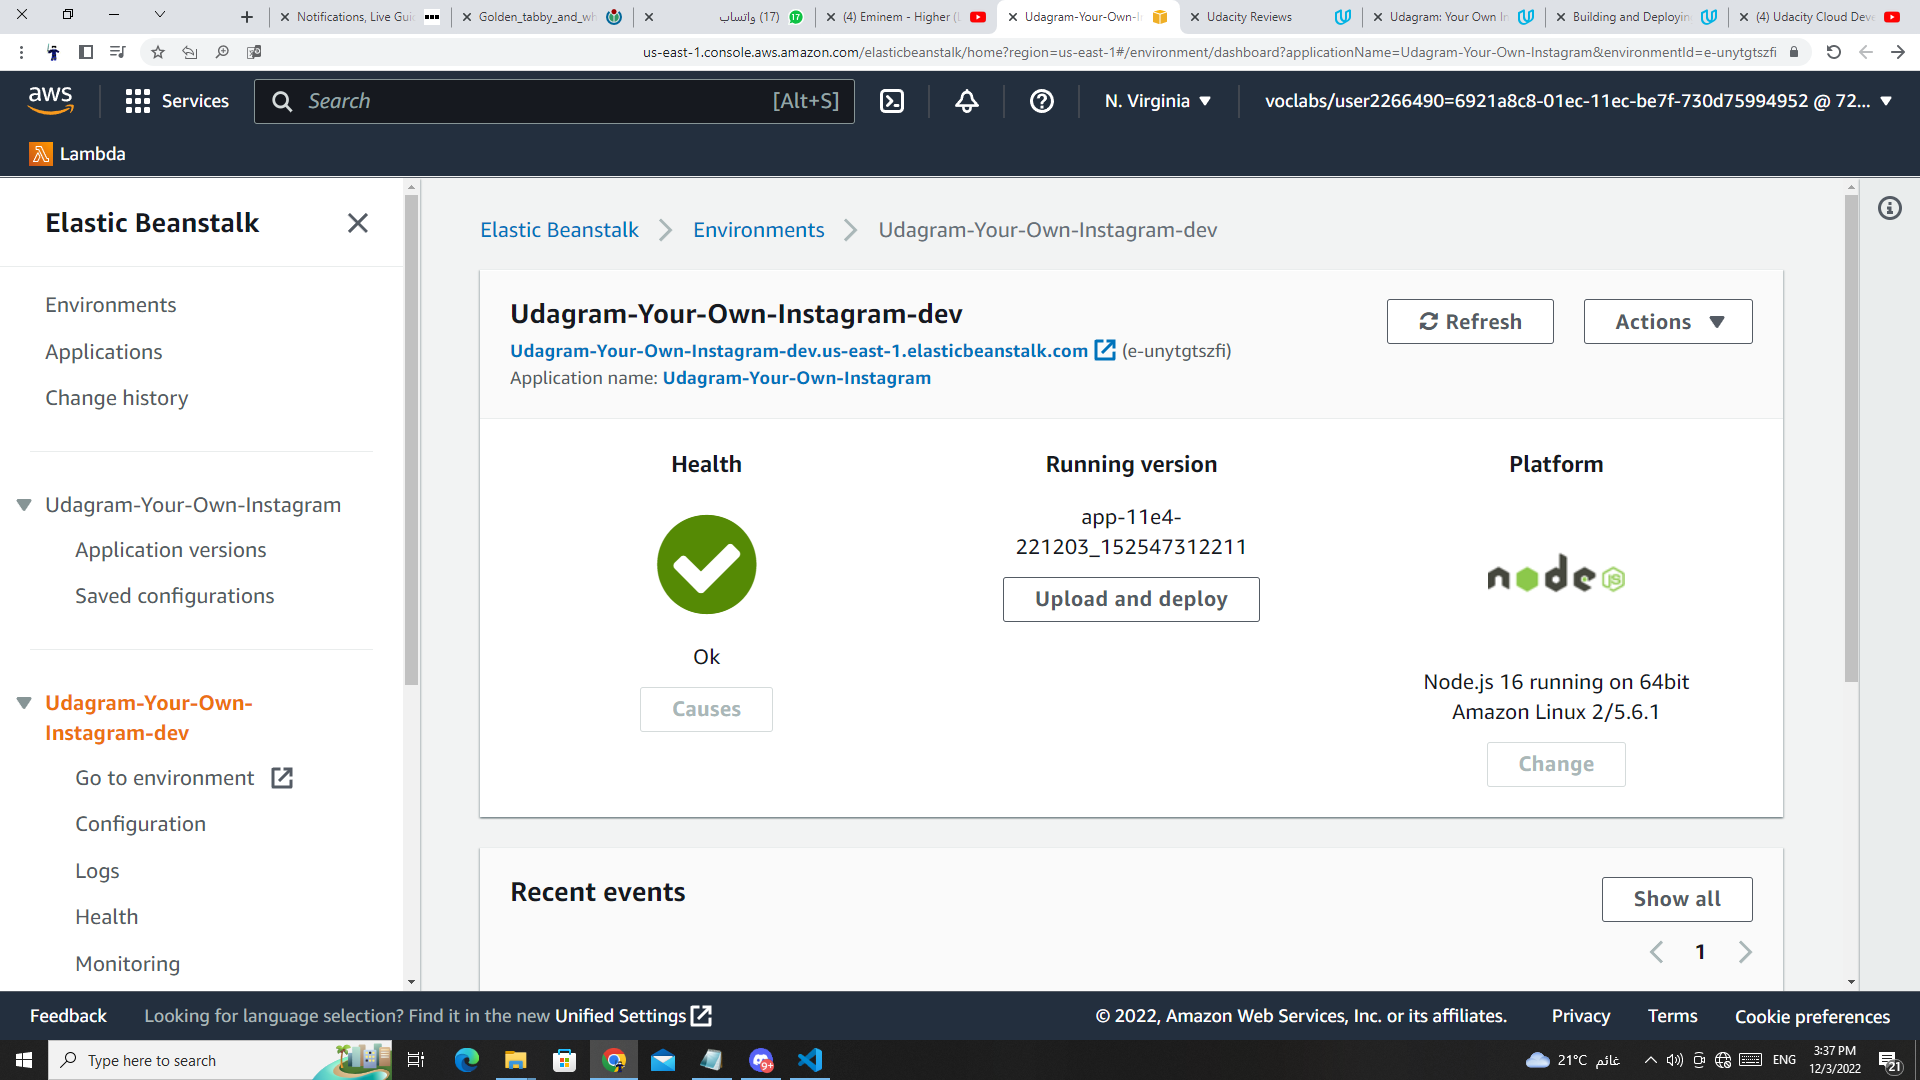 Notifications, Live Gui
Golden_tabby_and_wh
(17) واتساب
(4) Eminem - Higher (L
Udagram-Your-Own-I
Udacity Reviews
Udagram: Your Own In
Building and Deployin
(4) Udacity Cloud Deve
us-east-1.console.aws.amazon.com/elasticbeanstalk/home?region=us-east-1#/environment/dashboard?applicationName=Udagram-Your-Own-Instagram&environmentId=e-unytgtszfi
aws
Services
Search
[Alt+S]
N. Virginia
voclabs/user2266490=6921a8c8-01ec-11ec-be7f-730d75994952 @ 72...
Lambda
Elastic Beanstalk
Environments
Applications
Change history
Udagram-Your-Own-Instagram
Application versions
Saved configurations
Udagram-Your-Own-
Instagram-dev
Go to environment
Configuration
Logs
Health
Monitoring
Elastic Beanstalk
Environments
Udagram-Your-Own-Instagram-dev
Udagram-Your-Own-Instagram-dev
Udagram-Your-Own-Instagram-dev.us-east-1.elasticbeanstalk.com (e-unytgtszfi)
Application name: Udagram-Your-Own-Instagram
Refresh
Actions
Health
Ok
Causes
Running version
app-11e4-
221203_152547312211
Upload and deploy
Platform
node
JS
Node.js 16 running on 64bit
Amazon Linux 2/5.6.1
Change
Recent events
Show all
1
Feedback
Looking for language selection? Find it in the new Unified Settings
© 2022, Amazon Web Services, Inc. or its affiliates.
Privacy
Terms
Cookie preferences
Type here to search
9+
21°C غائم
ENG
3:37 PM
12/3/2022
21